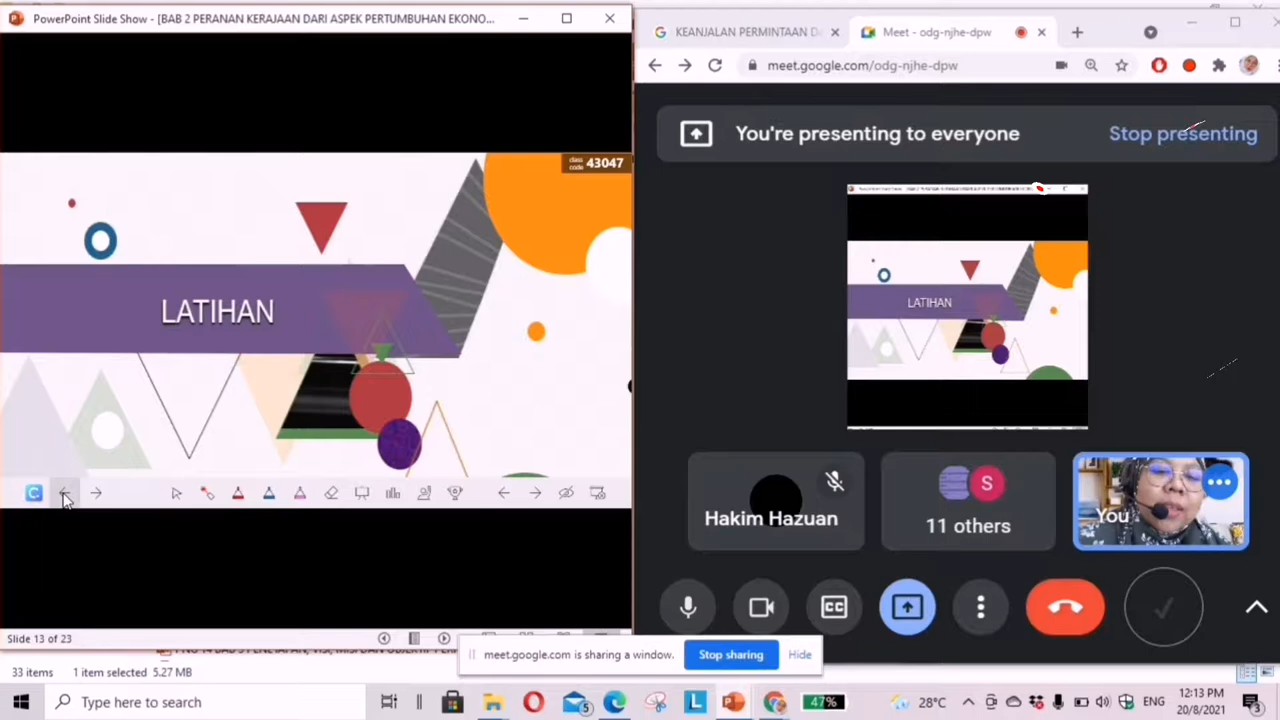 PowerPoint Slide Show - [BAB 2 PERANAN KERAJAAN DARI ASPEK PERTUMBUHAN EKONO...
class code 43047
LATIHAN
Slide 13 of 23
33 items 1 item selected 5.27 MB
KEANJALAN PERMINTAAN DA
Meet - odg-njhe-dpw
meet.google.com/odg-njhe-dpw
You're presenting to everyone
Stop presenting
LATIHAN
Hakim Hazuan
S
11 others
You
meet.google.com is sharing a window.
Stop sharing
Hide
Type here to search
5
L
47%
28°C
ENG
12:13 PM
20/8/2021
3